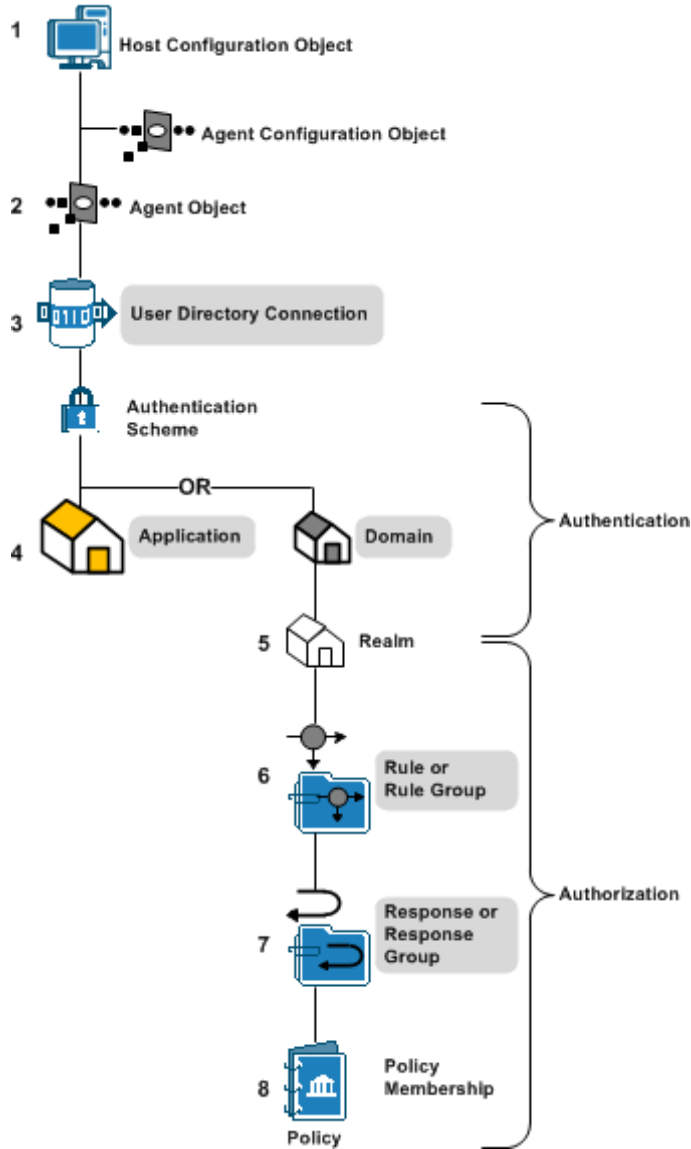 1
Host Configuration Object
Agent Configuration Object
2
Agent Object
3
User Directory Connection
Authentication
Scheme
OR
4
Application
Domain
Authentication
5
Realm
6
Rule or
Rule Group
Authorization
7
Response or
Response
Group
8
Policy
Membership
Policy